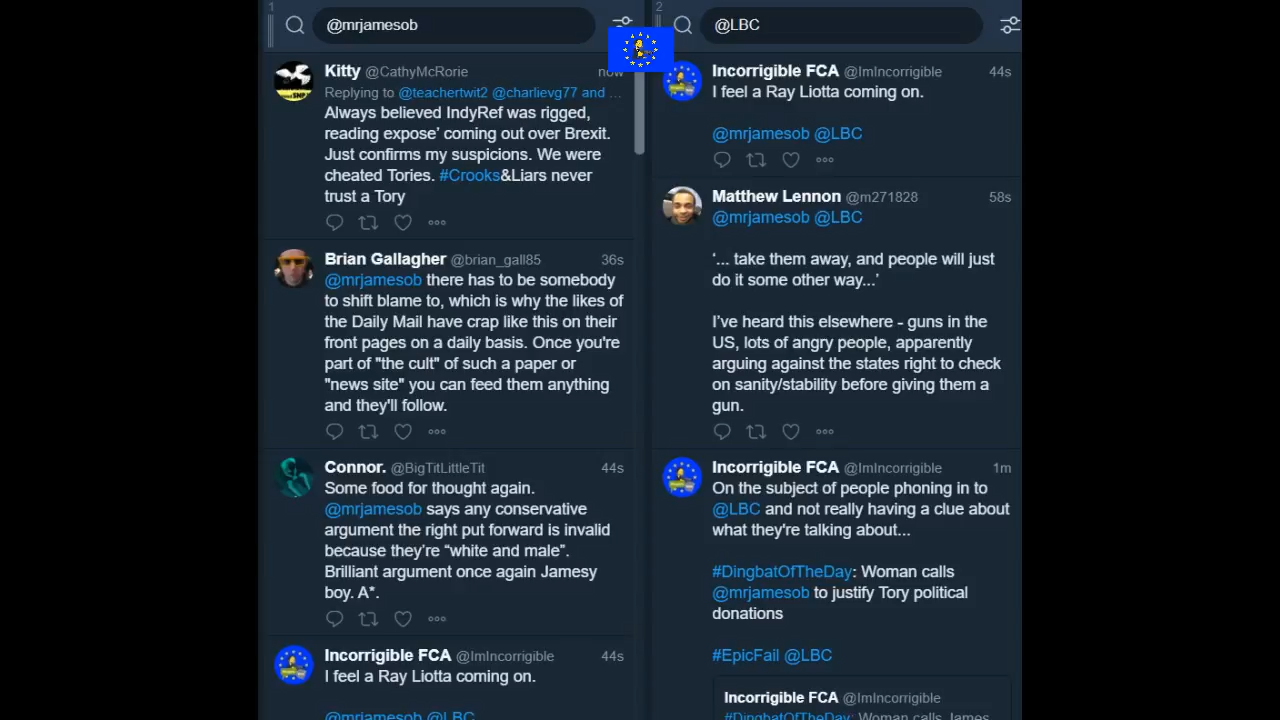 1
@mrjamesob
Kitty @CathyMcRorie now
Replying to @teachertwit2 @charlievg77 and ...
Always believed IndyRef was rigged,
reading expose' coming out over Brexit.
Just confirms my suspicions. We were
cheated Tories. #Crooks&Liars never
trust a Tory
Brian Gallagher @brian_gall85 36s
@mrjamesob there has to be somebody
to shift blame to, which is why the likes of
the Daily Mail have crap like this on their
front pages on a daily basis. Once you're
part of "the cult" of such a paper or
"news site" you can feed them anything
and they'll follow.
Connor. @BigTitLittleTit 44s
Some food for thought again.
@mrjamesob says any conservative
argument the right put forward is invalid
because they're “white and male”.
Brilliant argument once again Jamesy
boy. A*.
Incorrigible FCA @ImIncorrigible 44s
I feel a Ray Liotta coming on.
@mrjamesob @LBC
2
@LBC
Incorrigible FCA @ImIncorrigible 44s
I feel a Ray Liotta coming on.
@mrjamesob @LBC
Matthew Lennon @m271828 58s
@mrjamesob @LBC
‘... take them away, and people will just
do it some other way...’
I’ve heard this elsewhere - guns in the
US, lots of angry people, apparently
arguing against the states right to check
on sanity/stability before giving them a
gun.
Incorrigible FCA @ImIncorrigible 1m
On the subject of people phoning in to
@LBC and not really having a clue about
what they're talking about...
#DingbatOfTheDay: Woman calls
@mrjamesob to justify Tory political
donations
#EpicFail @LBC
Incorrigible FCA @ImIncorrigible
#DingbatOfTheDay: Woman calls James